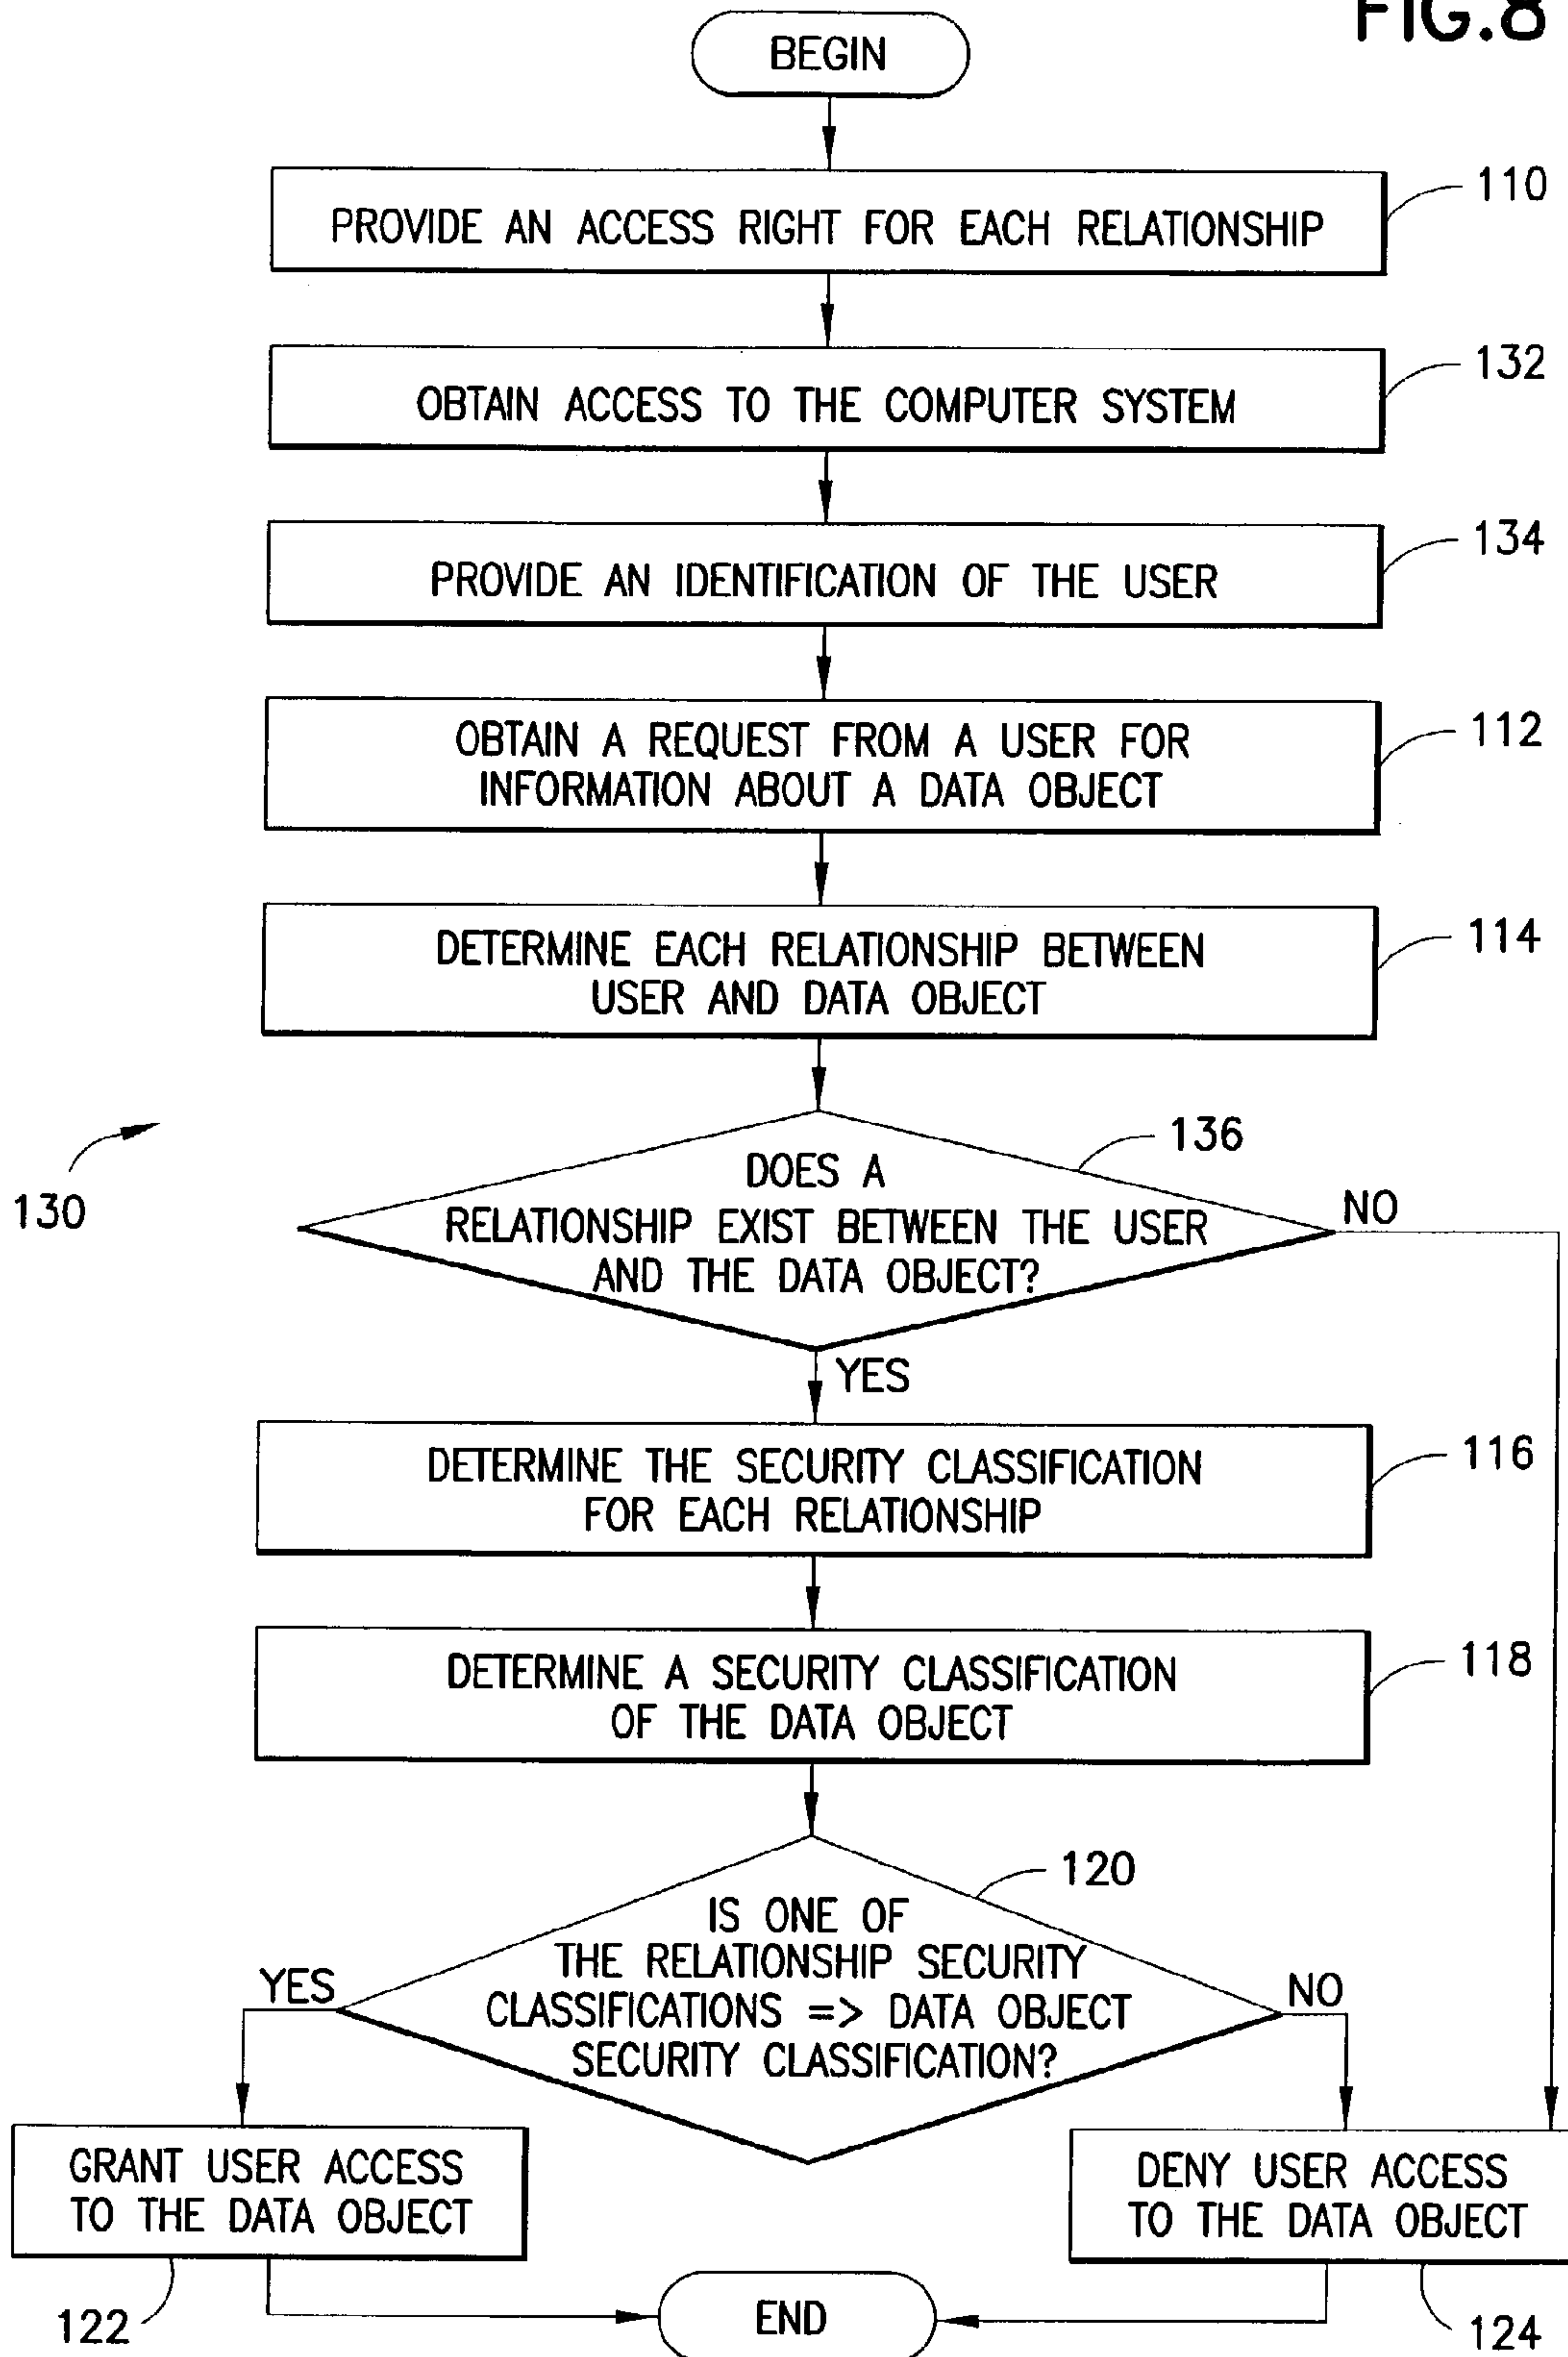 FIG.8
BEGIN
PROVIDE AN ACCESS RIGHT FOR EACH RELATIONSHIP
110
OBTAIN ACCESS TO THE COMPUTER SYSTEM
132
PROVIDE AN IDENTIFICATION OF THE USER
134
OBTAIN A REQUEST FROM A USER FOR
INFORMATION ABOUT A DATA OBJECT
112
DETERMINE EACH RELATIONSHIP BETWEEN
USER AND DATA OBJECT
114
130
136
DOES A
RELATIONSHIP EXIST BETWEEN THE USER
AND THE DATA OBJECT?
NO
YES
DETERMINE THE SECURITY CLASSIFICATION
FOR EACH RELATIONSHIP
116
DETERMINE A SECURITY CLASSIFICATION
OF THE DATA OBJECT
118
120
IS ONE OF
THE RELATIONSHIP SECURITY
CLASSIFICATIONS => DATA OBJECT
SECURITY CLASSIFICATION?
YES
NO
GRANT USER ACCESS
TO THE DATA OBJECT
122
DENY USER ACCESS
TO THE DATA OBJECT
124
END